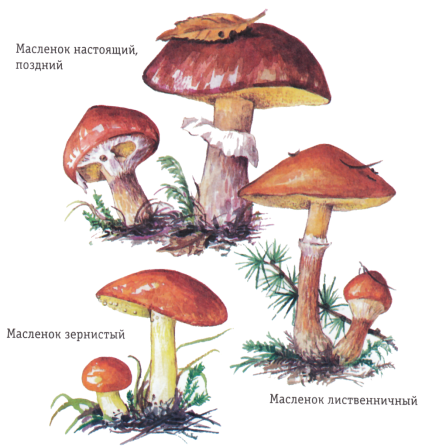 Масленок настоящий,
поздний
Масленок зернистый
Масленок лиственничный